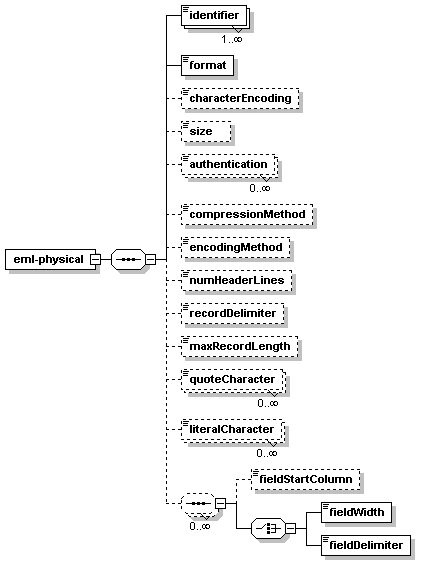 identifier
1..∞
format
characterEncoding
size
authentication
0..∞
compressionMethod
encodingMethod
eml-physical
numHeaderLines
recordDelimiter
maxRecordLength
quoteCharacter
0..∞
literalCharacter
0..∞
fieldStartColumn
0..∞
fieldWidth
fieldDelimiter